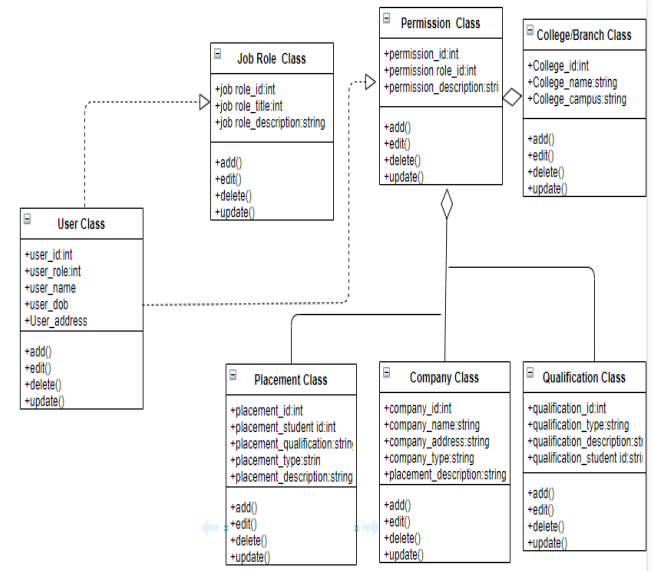 Job Role Class
+job role_id:int
+job role_title:int
+job role_description:string
+add()
+edit()
+delete()
+update()
Permission Class
+permission_id:int
+permission role_id:int
+permission_description:stri
+add()
+edit()
+delete()
+update()
College/Branch Class
+College_id:int
+College_name:string
+College_campus:string
+add()
+edit()
+delete()
+update()
User Class
+user_id:int
+user_role:int
+user_name
+user_dob
+User_address
+add()
+edit()
+delete()
+update()
Placement Class
+placement_id:int
+placement_student id:int
+placement_qualification:string
+placement_type:strin
+placement_description:string
+add()
+edit()
+delete()
+update()
Company Class
+company_id:int
+company_name:string
+company_address:string
+company_type:string
+placement_description:string
+add()
+edit()
+delete()
+update()
Qualification Class
+qualification_id:int
+qualification_type:string
+qualification_description:stri
+qualification_student id:strin
+add()
+edit()
+delete()
+update()